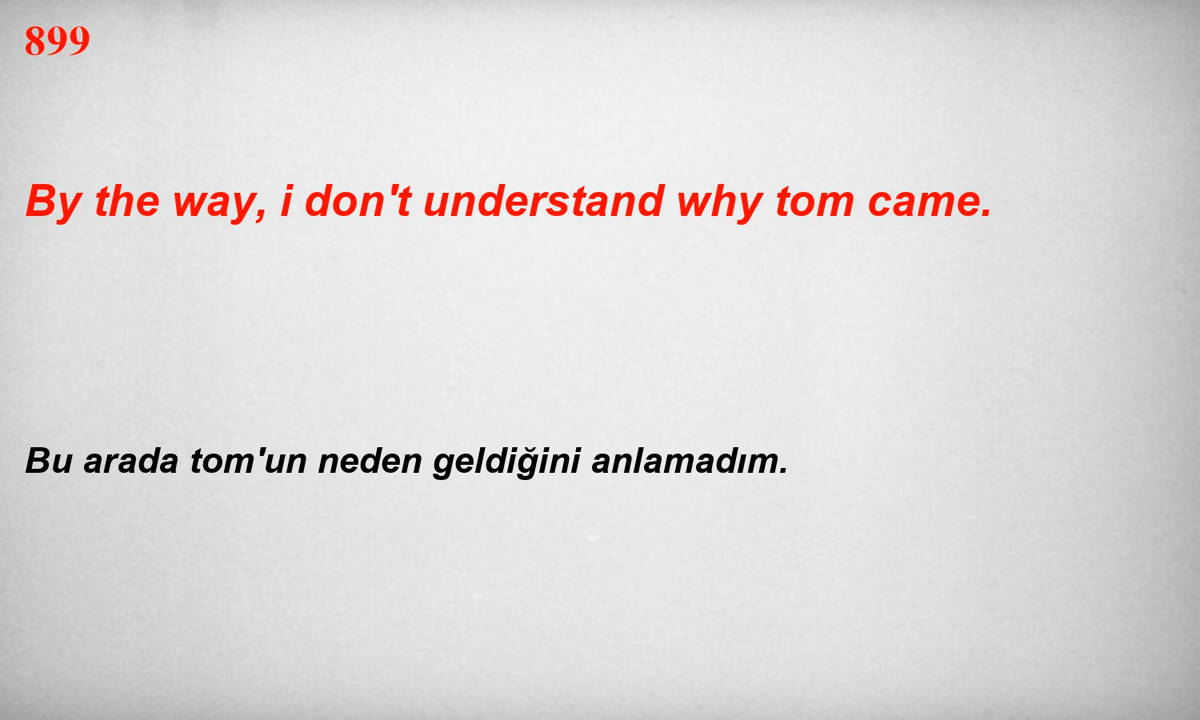 899
By the way, i don't understand why tom came.
Bu arada tom'un neden geldiğini anlamadım.